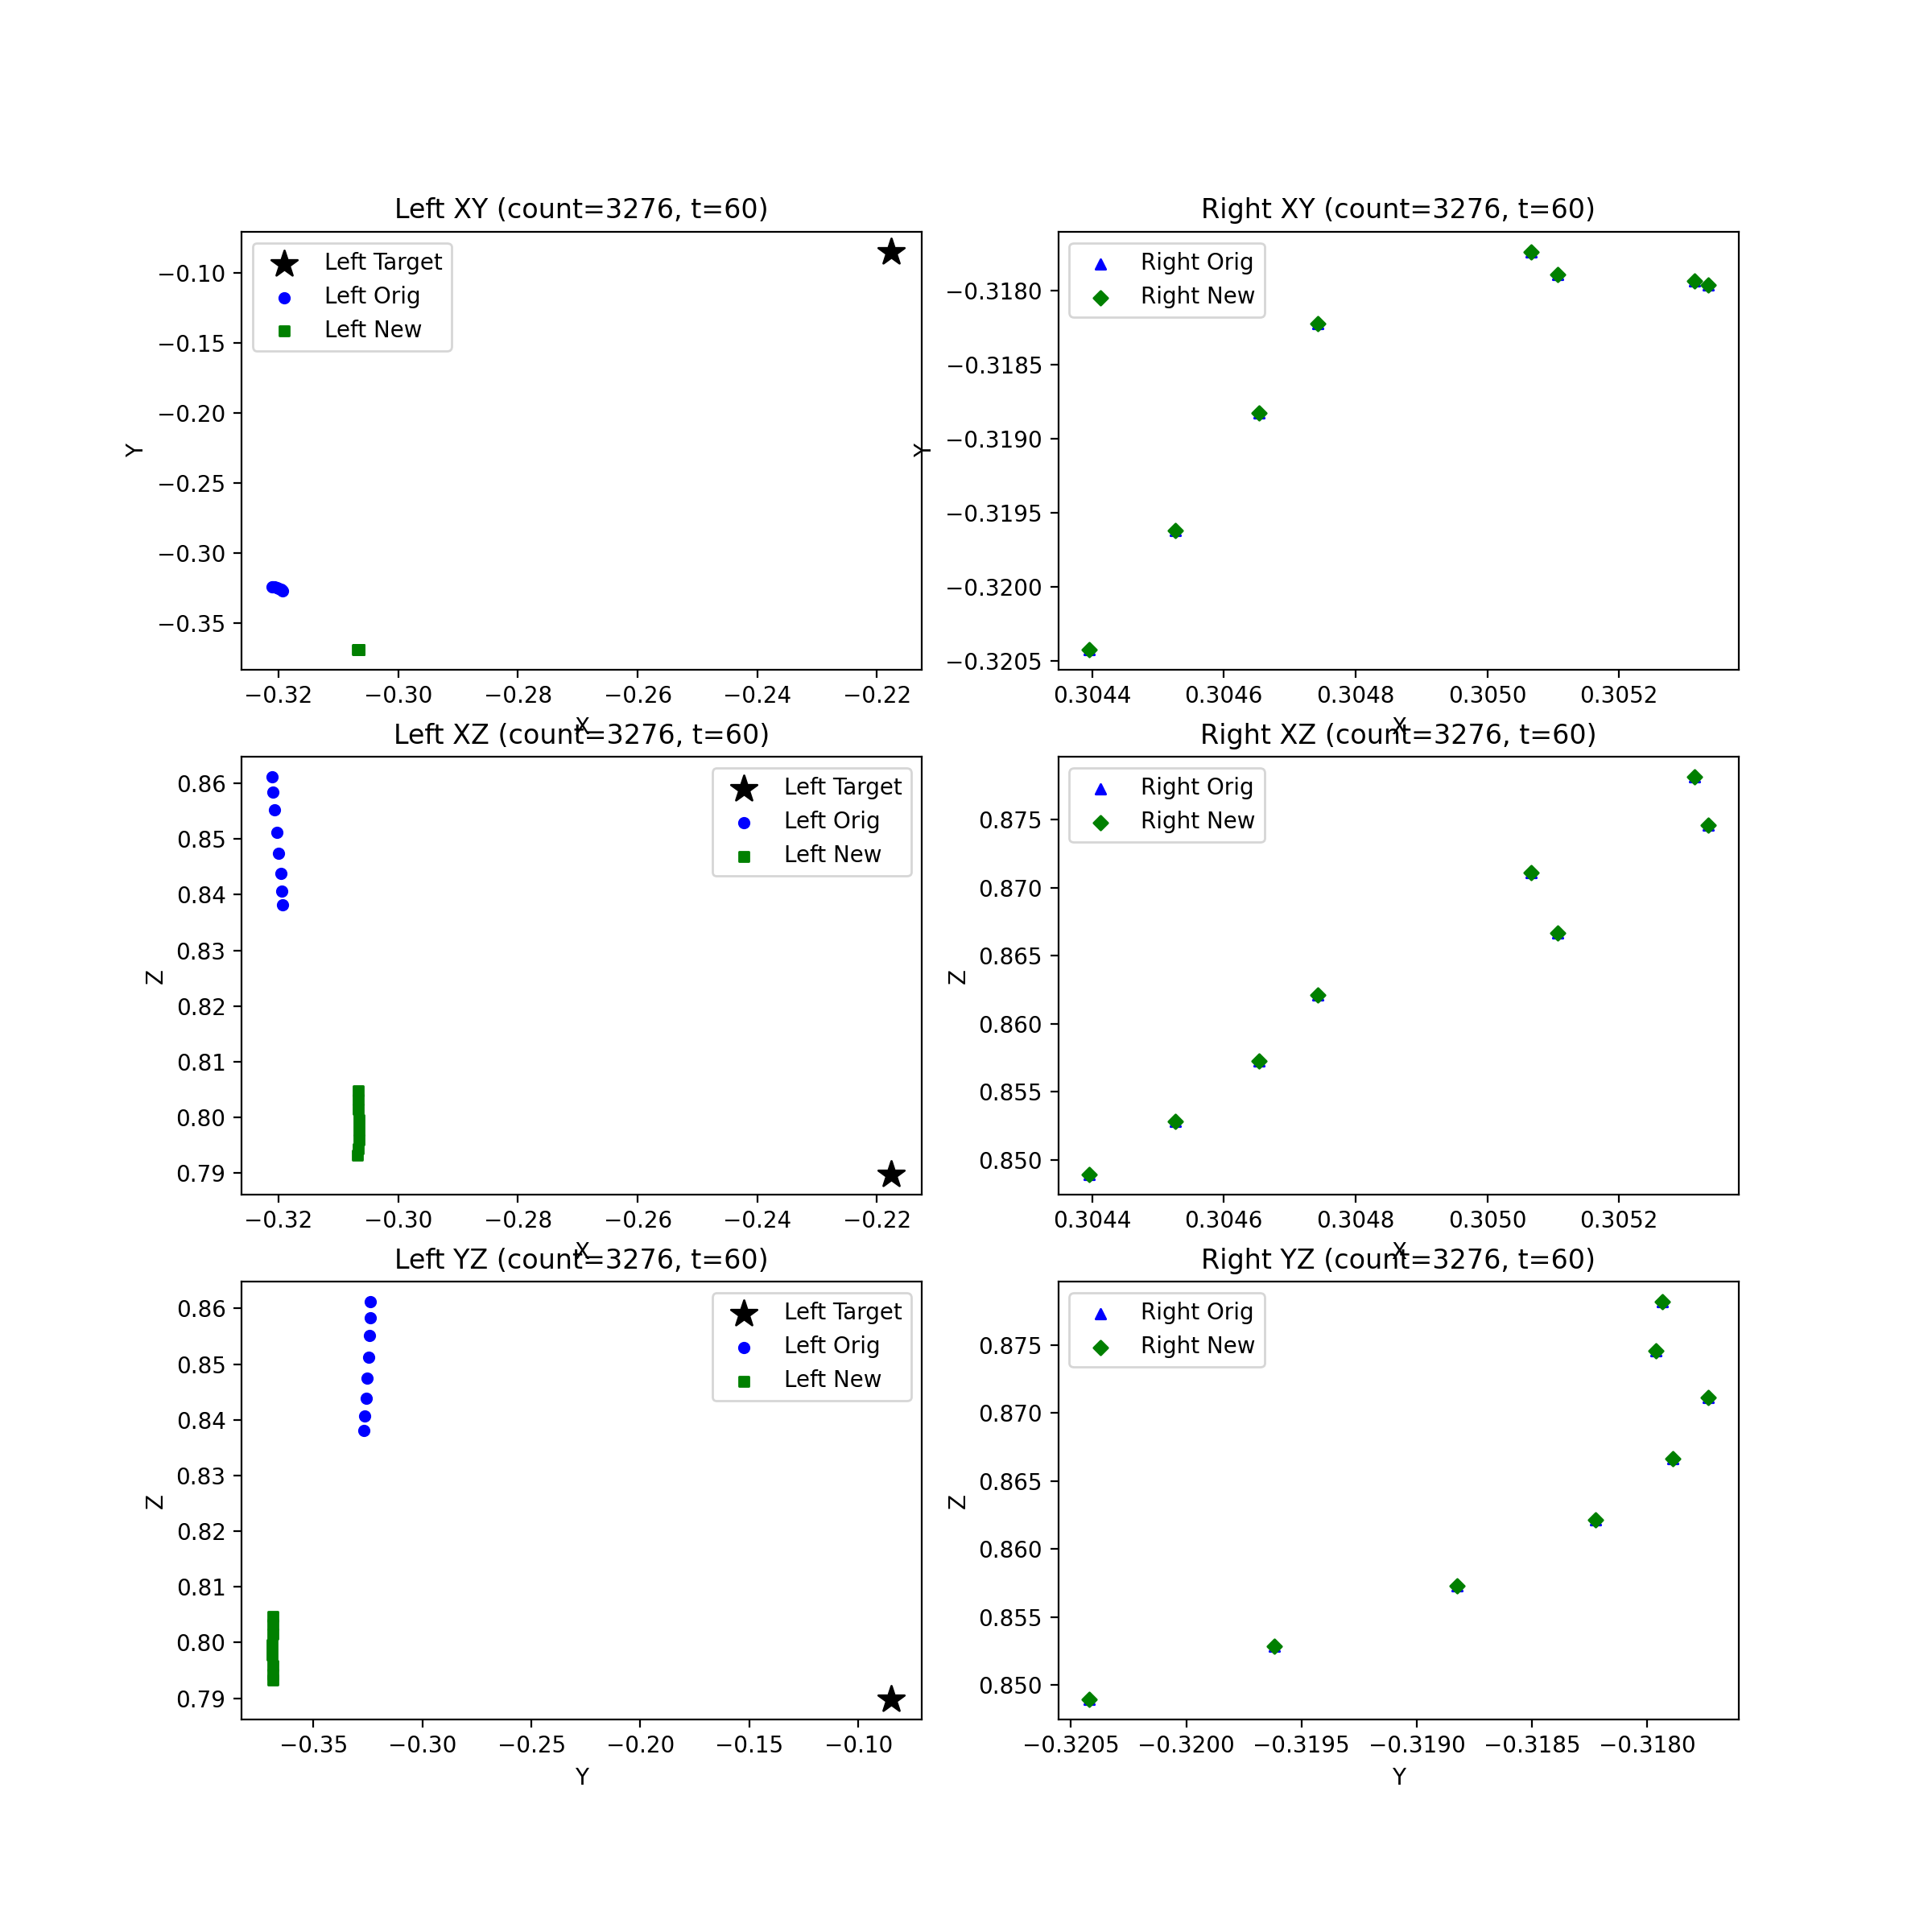 Left XY (count=3276, t=60)
Left Target
Left Orig
Left New
−0.10
−0.15
−0.20
−0.25
−0.30
−0.35
Y
−0.32 −0.30 −0.28 −0.26 −0.24 −0.22
X
Right XY (count=3276, t=60)
Right Orig
Right New
−0.3180
−0.3185
−0.3190
−0.3195
−0.3200
−0.3205
Y
0.3044 0.3046 0.3048 0.3050 0.3052
X
Left XZ (count=3276, t=60)
Left Target
Left Orig
Left New
0.86
0.85
0.84
0.83
0.82
0.81
0.80
0.79
Z
−0.32 −0.30 −0.28 −0.26 −0.24 −0.22
X
Right XZ (count=3276, t=60)
Right Orig
Right New
0.875
0.870
0.865
0.860
0.855
0.850
Z
0.3044 0.3046 0.3048 0.3050 0.3052
X
Left YZ (count=3276, t=60)
Left Target
Left Orig
Left New
0.86
0.85
0.84
0.83
0.82
0.81
0.80
0.79
Z
−0.35 −0.30 −0.25 −0.20 −0.15 −0.10
Y
Right YZ (count=3276, t=60)
Right Orig
Right New
0.875
0.870
0.865
0.860
0.855
0.850
Z
−0.3205 −0.3200 −0.3195 −0.3190 −0.3185 −0.3180
Y